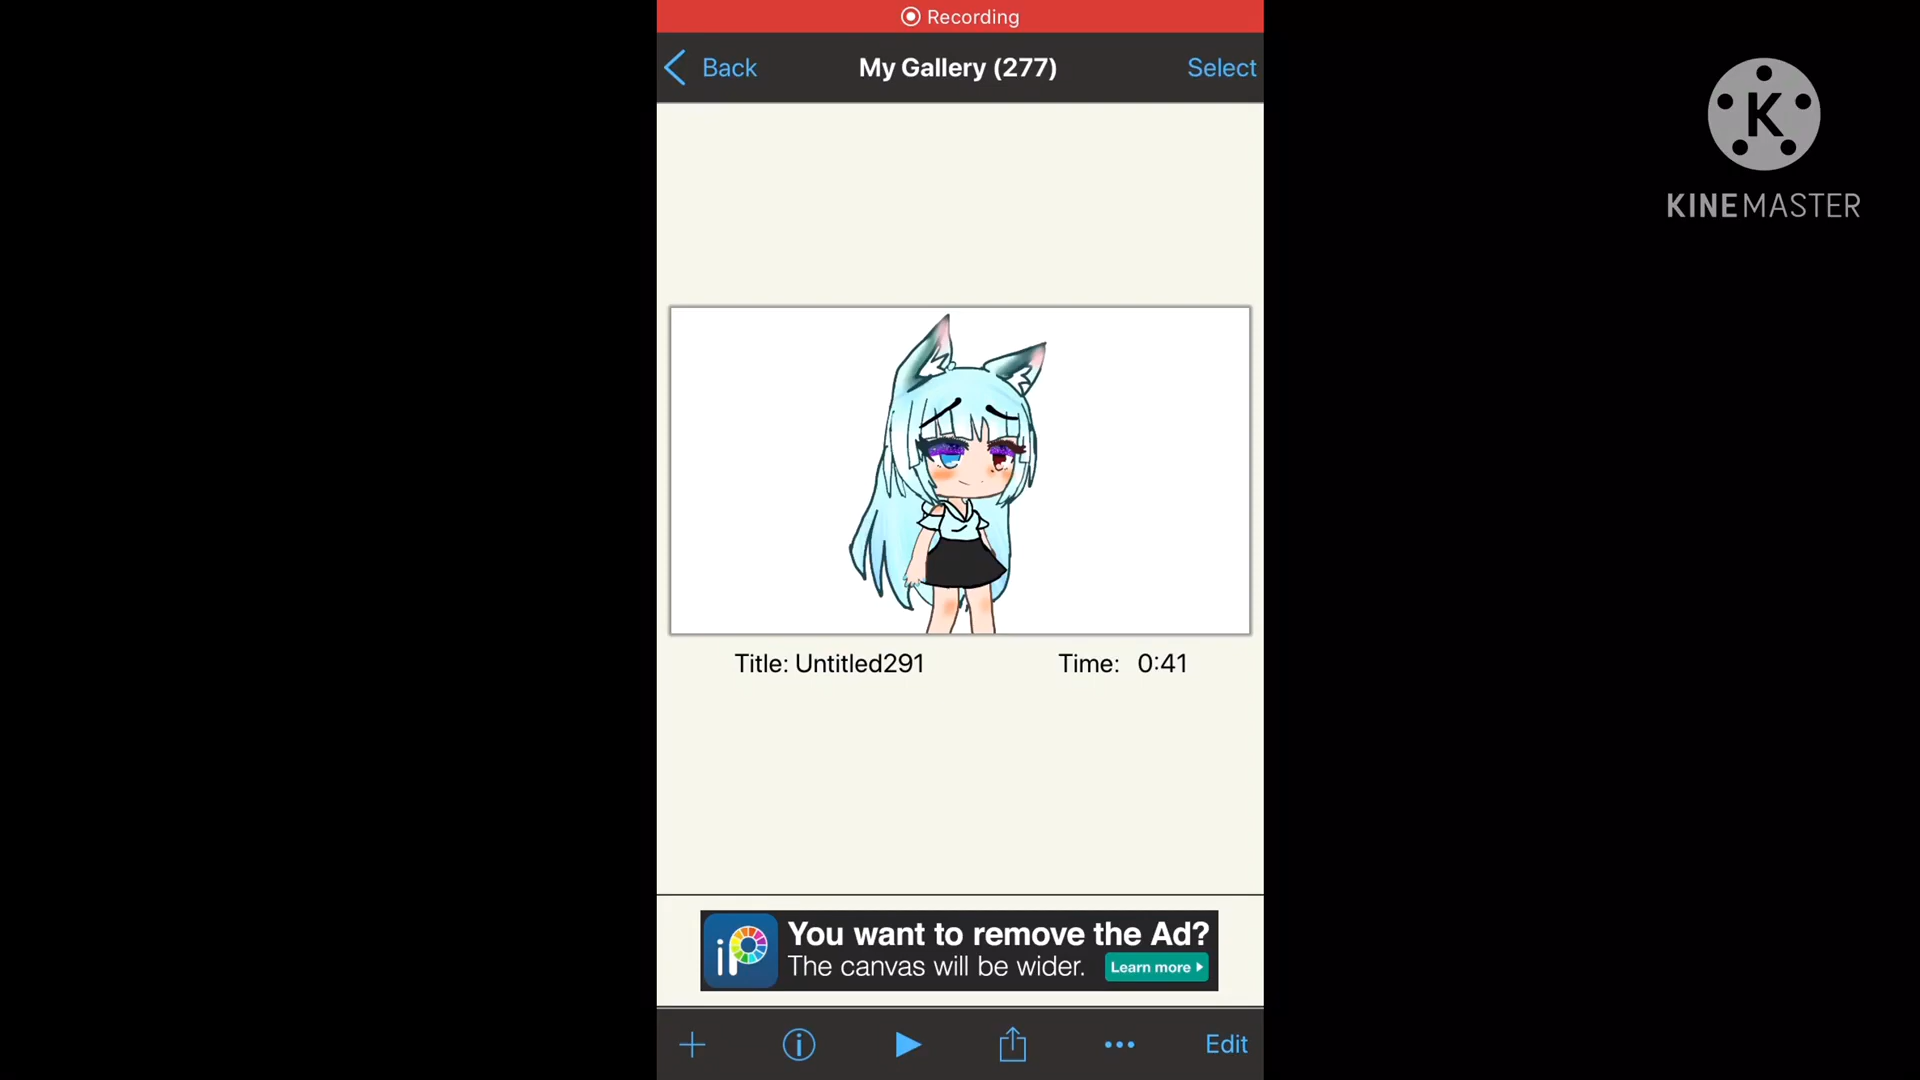 Recording
Back
My Gallery (277)
Select
K
KINEMASTER
Title: Untitled291
Time: 0:41
iP
You want to remove the Ad?
The canvas will be wider.
Learn more
Edit